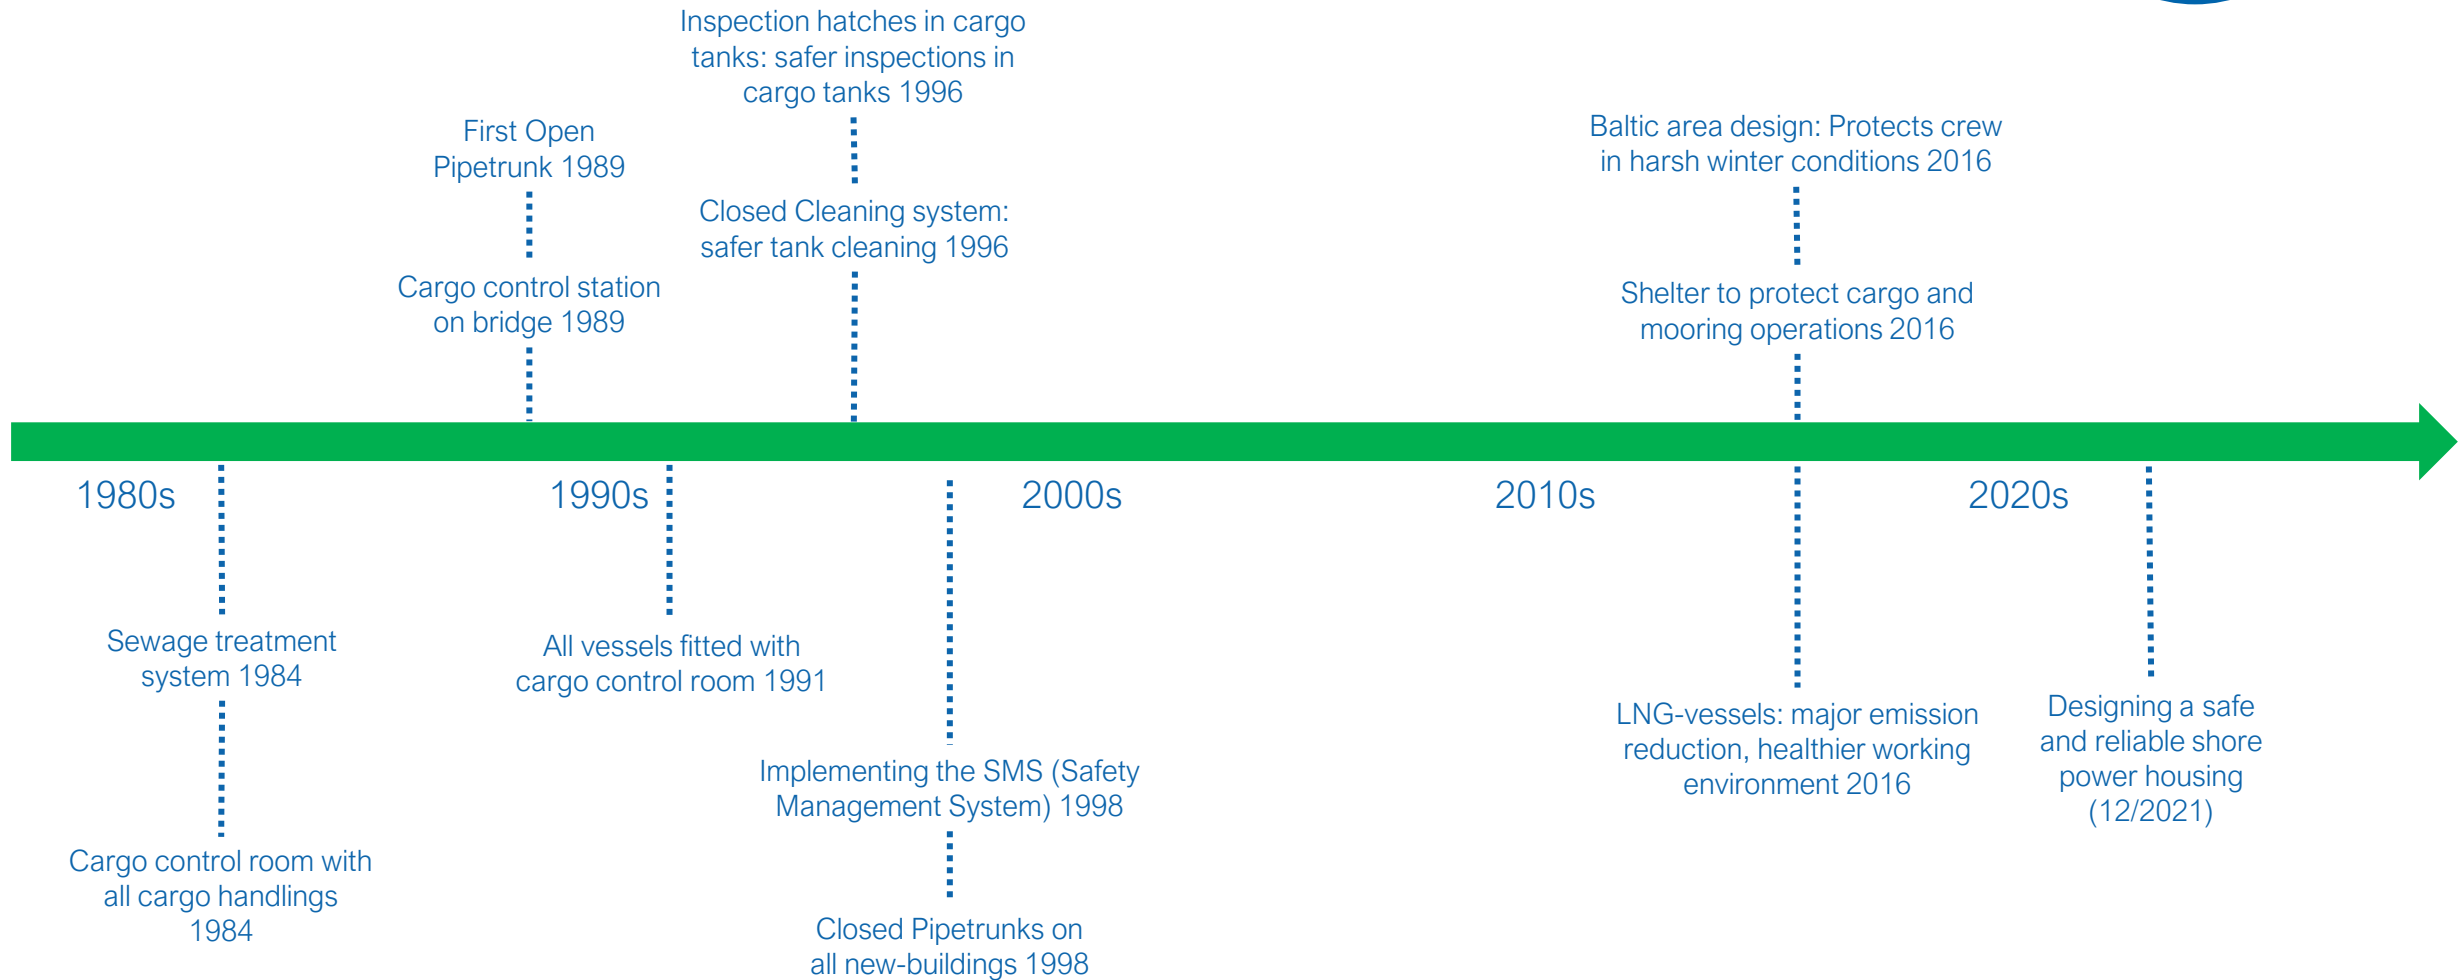 Inspection hatches in cargo
tanks: safer inspections in
cargo tanks 1996
First Open
Pipetrunk 1989
Closed Cleaning system:
safer tank cleaning 1996
Cargo control station
on bridge 1989
Baltic area design: Protects crew
in harsh winter conditions 2016
Shelter to protect cargo and
mooring operations 2016
1980s
1990s
2000s
2010s
2020s
Sewage treatment
system 1984
Cargo control room with
all cargo handlings
1984
All vessels fitted with
cargo control room 1991
Implementing the SMS (Safety
Management System) 1998
Closed Pipetrunks on
all new-buildings 1998
LNG-vessels: major emission
reduction, healthier working
environment 2016
Designing a safe
and reliable shore
power housing
(12/2021)